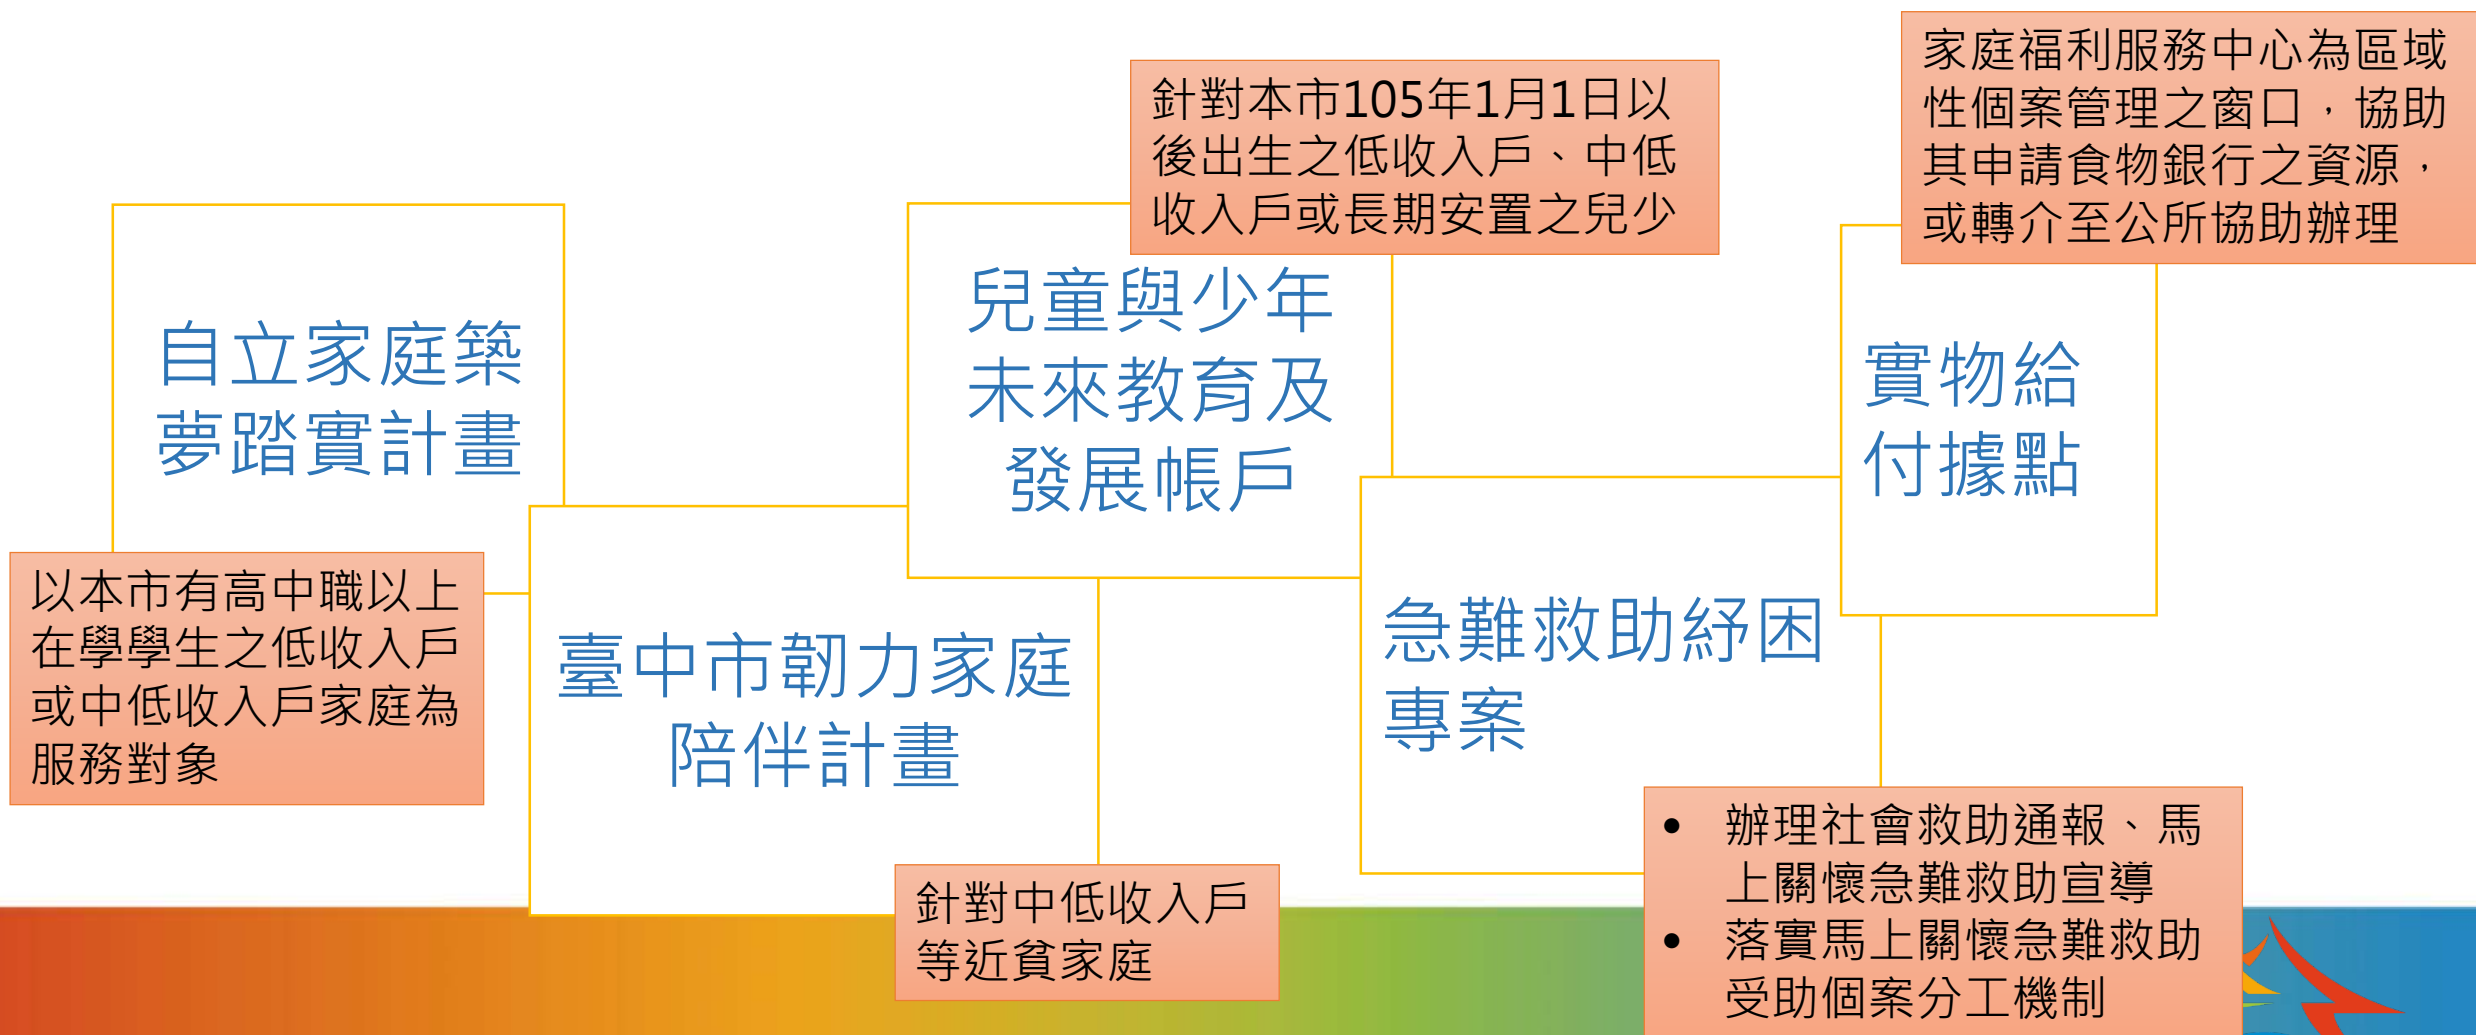 自立家庭築
夢踏實計畫
以本市有高中職以上
在學學生之低收入戶
或中低收入戶家庭為
服務對象
臺中市韌力家庭
陪伴計畫
針對中低收入戶
等近貧家庭
針對本市105年1月1日以
後出生之低收入戶、中低
收入戶或長期安置之兒少
兒童與少年
未來教育及
發展帳戶
急難救助紓困
專案
• 辦理社會救助通報、馬
上關懷急難救助宣導
• 落實馬上關懷急難救助
受助個案分工機制
家庭福利服務中心為區域
性個案管理之窗口，協助
其申請食物銀行之資源，
或轉介至公所協助辦理
實物給
付據點